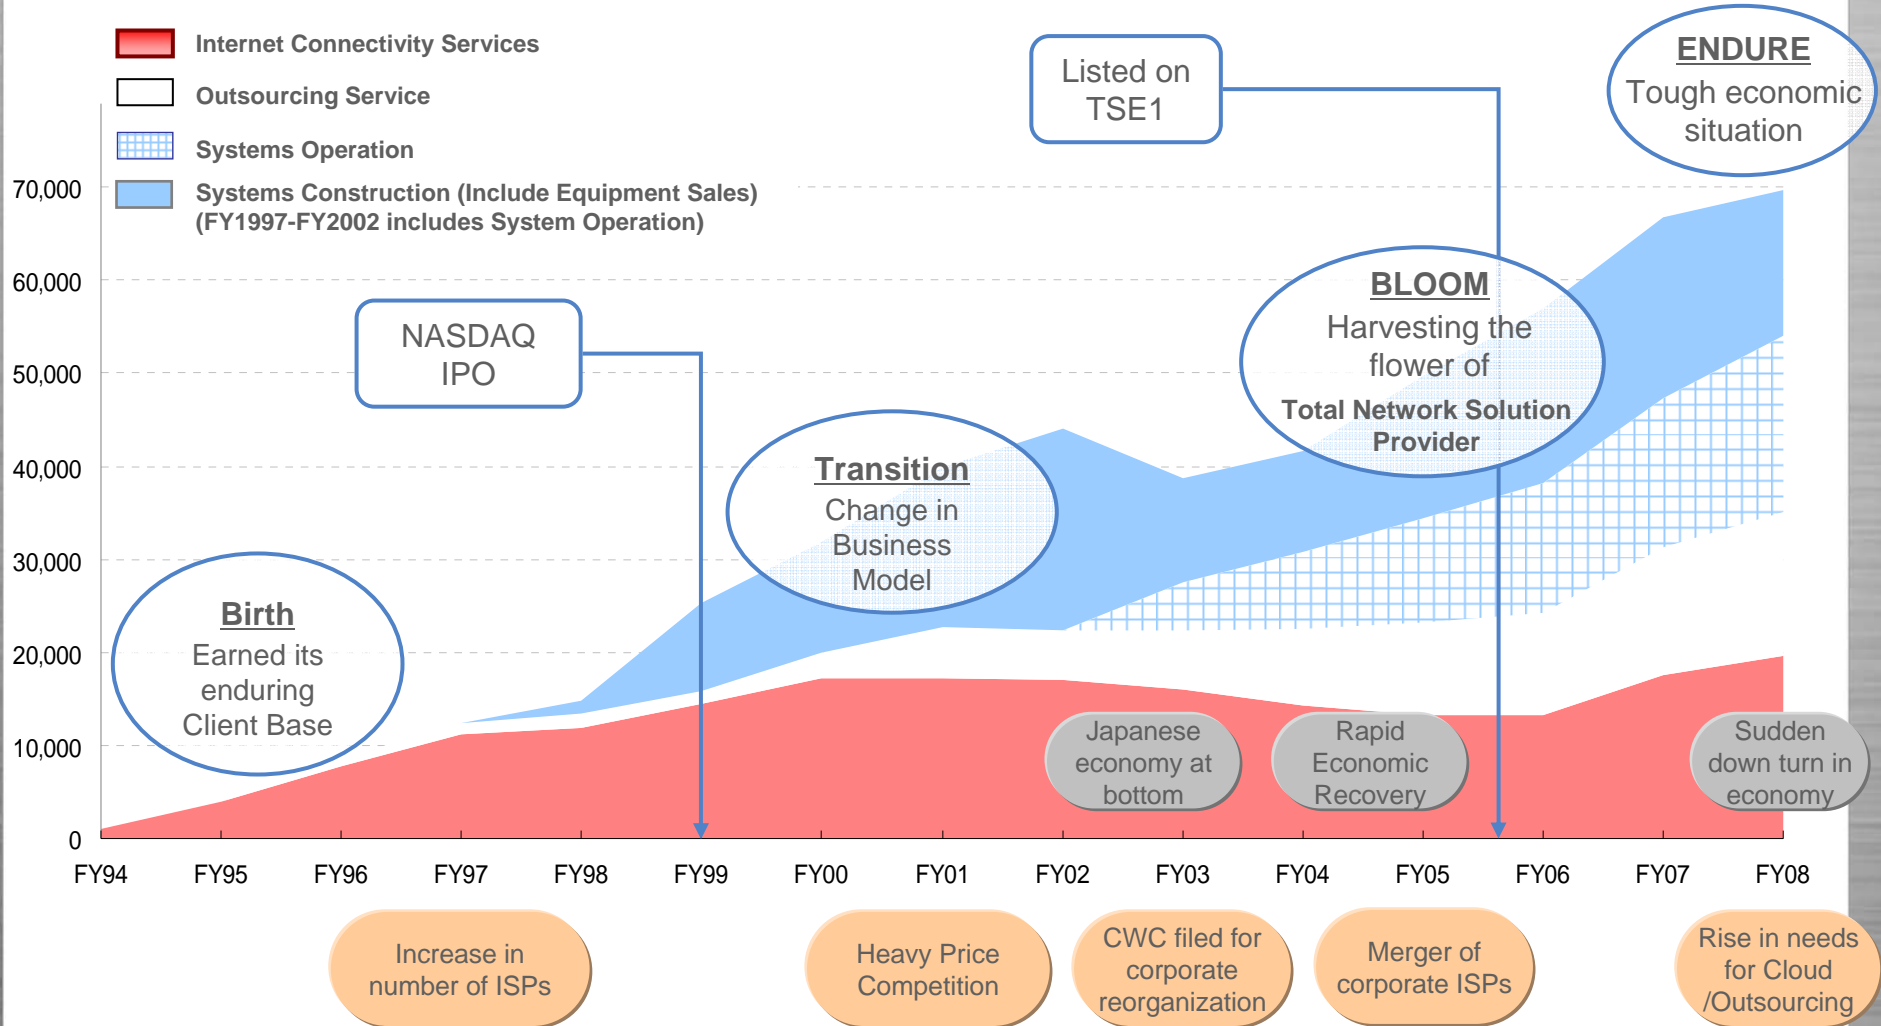 Internet Connectivity Services
Outsourcing Service
Systems Operation
Systems Construction (Include Equipment Sales)
(FY1997-FY2002 includes System Operation)
Listed on
TSE1
ENDURE
Tough economic
situation
NASDAQ
IPO
BLOOM
Harvesting the
flower of
Total Network Solution
Provider
Transition
Change in
Business
Model
Birth
Earned its
enduring
Client Base
70,000
60,000
50,000
40,000
30,000
20,000
10,000
0
Japanese
economy at
bottom
Rapid
Economic
Recovery
Sudden
down turn in
economy
FY94 FY95 FY96 FY97 FY98 FY99 FY00 FY01 FY02 FY03 FY04 FY05 FY06 FY07 FY08
Increase in
number of ISPs
Heavy Price
Competition
CWC filed for
corporate
reorganization
Merger of
corporate ISPs
Rise in needs
for Cloud
/Outsourcing